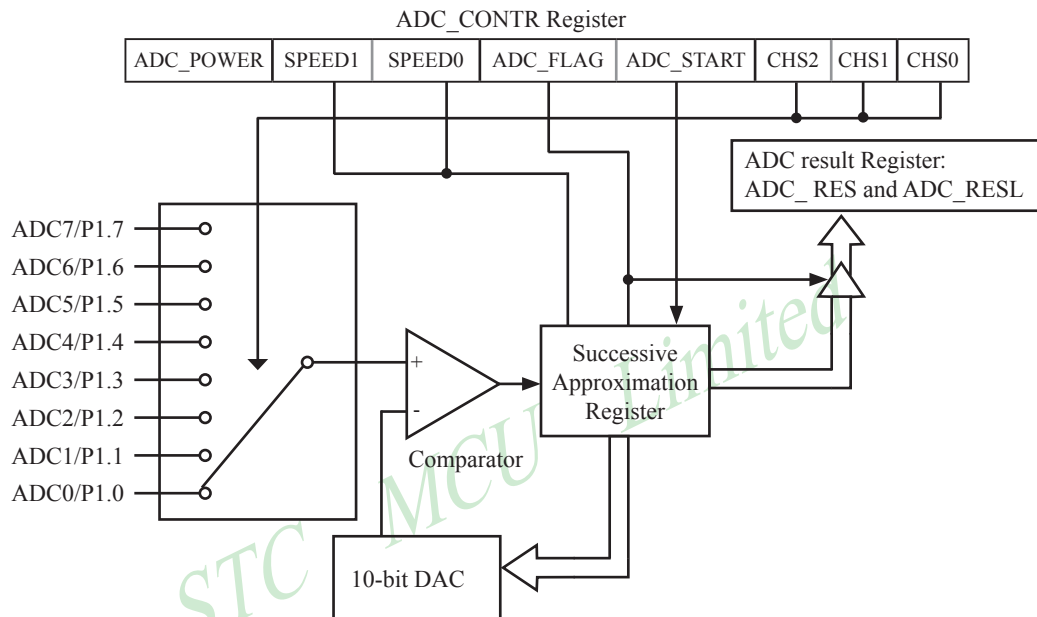 ADC_CONTR Register
ADC_POWER SPEED1 SPEED0 ADC_FLAG ADC_START CHS2 CHS1 CHS0
ADC result Register:
ADC_ RES and ADC_RESL
ADC7/P1.7
ADC6/P1.6
ADC5/P1.5
ADC4/P1.4
ADC3/P1.3
ADC2/P1.2
ADC1/P1.1
ADC0/P1.0
+
-
Comparator
Successive
Approximation
Register
10-bit DAC
STC MCU Limited